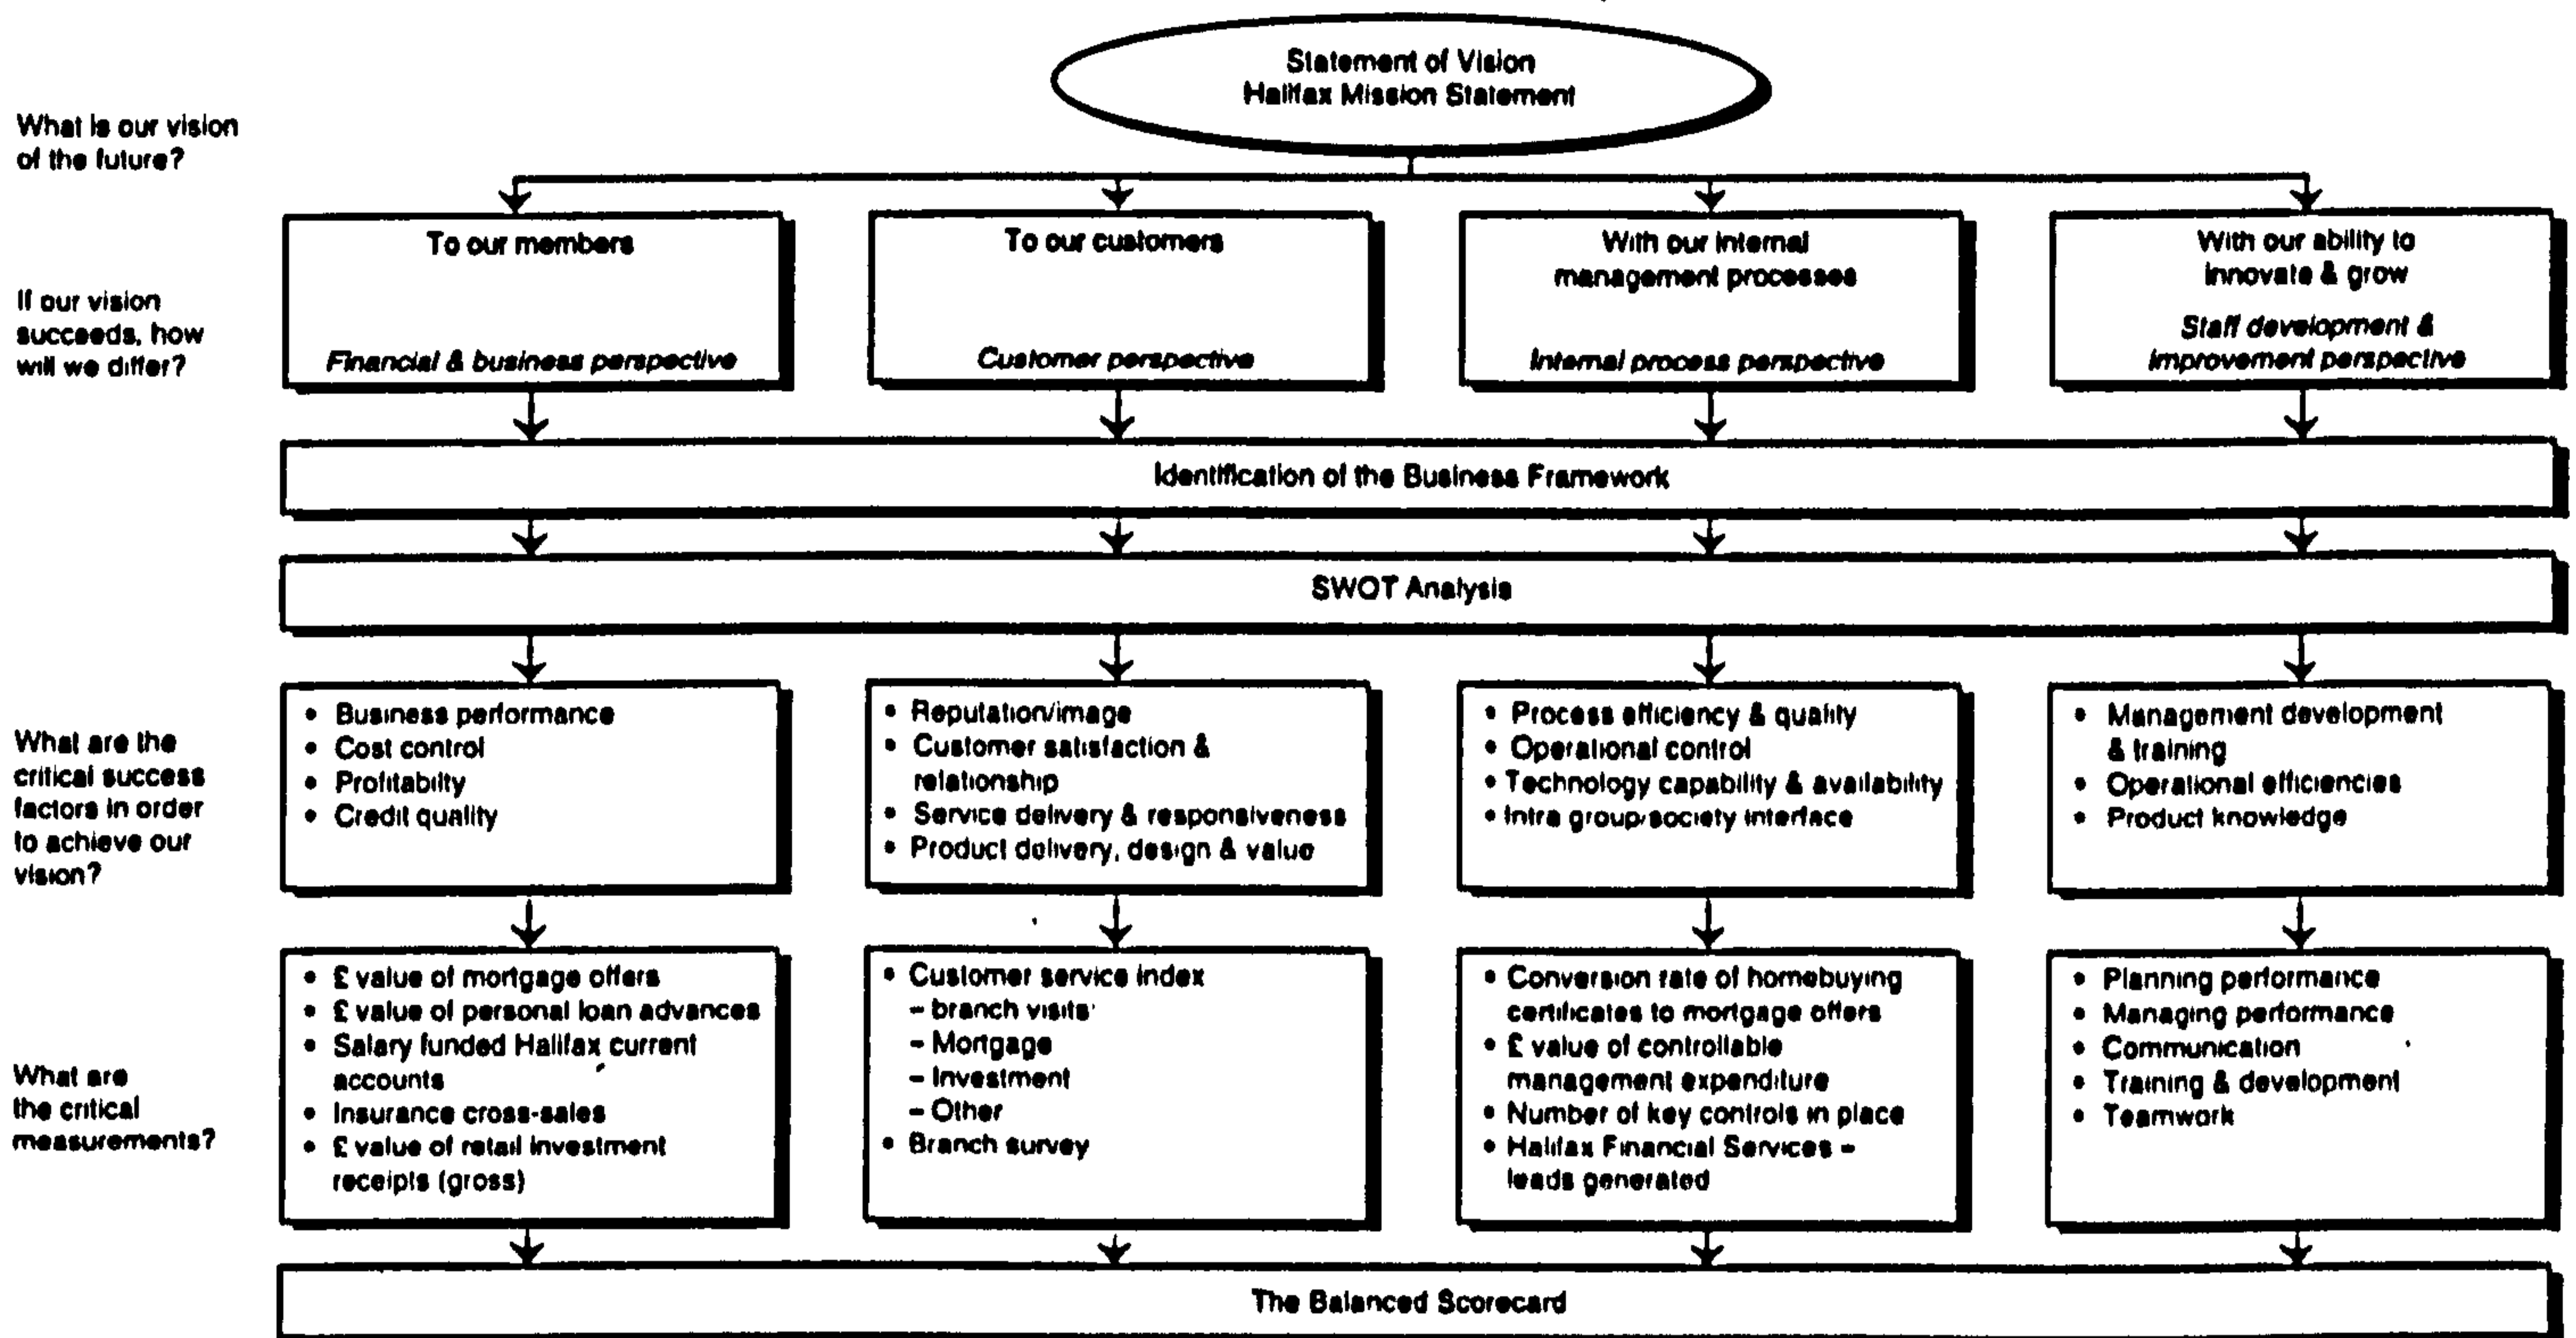 Statement of Vision
Halifax Mission Statement
What is our vision
of the future?
If our vision
succeeds, how
will we differ?
To our members
Financial & business perspective
To our customers
Customer perspective
With our internal
management processes
Internal process perspective
With our ability to
innovate & grow
Staff development &
improvement perspective
Identification of the Business Framework
SWOT Analysis
What are the
critical success
factors in order
to achieve our
vision?
• Business performance
• Cost control
• Profitabilty
• Credit quality
• Reputation/image
• Customer satisfaction &
relationship
• Service delivery & responsiveness
• Product delivery, design & value
• Process efficiency & quality
• Operational control
• Technology capability & availability
• Intra group/society interface
• Management development
& training
• Operational efficiencies
• Product knowledge
What are
the critical
measurements?
• £ value of mortgage offers
• £ value of personal loan advances
• Salary funded Halifax current
accounts
• Insurance cross-sales
• £ value of retail investment
receipts (gross)
• Customer service index
– branch visits
– Mortgage
– Investment
– Other
• Branch survey
• Conversion rate of homebuying
certificates to mortgage offers
• £ value of controllable
management expenditure
• Number of key controls in place
• Halifax Financial Services –
leads generated
• Planning performance
• Managing performance
• Communication
• Training & development
• Teamwork
The Balanced Scorecard